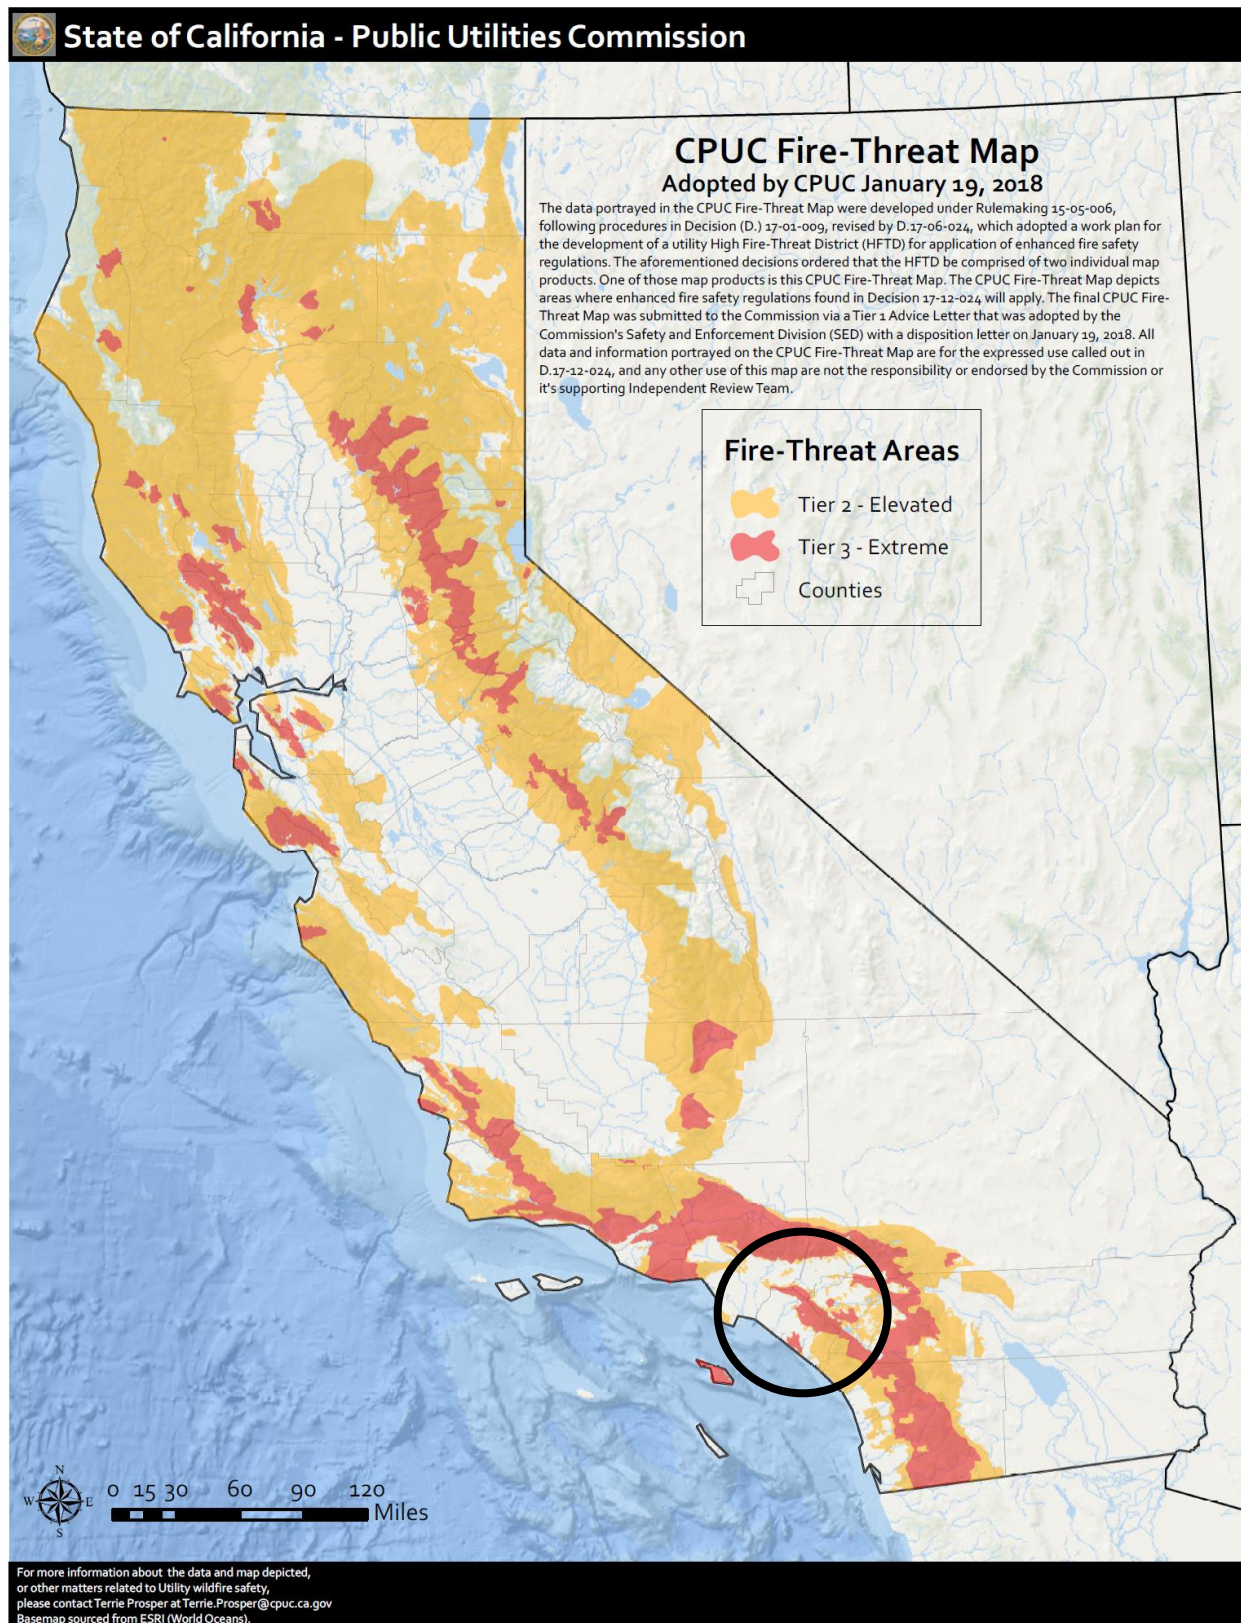 State of California - Public Utilities Commission
CPUC Fire-Threat Map
Adopted by CPUC January 19, 2018
The data portrayed in the CPUC Fire-Threat Map were developed under Rulemaking 15-05-006,
following procedures in Decision (D.) 17-01-009, revised by D.17-06-024, which adopted a work plan for
the development of a utility High Fire-Threat District (HFTD) for application of enhanced fire safety
regulations. The aforementioned decisions ordered that the HFTD be comprised of two individual map
products. One of those map products is this CPUC Fire-Threat Map. The CPUC Fire-Threat Map depicts
areas where enhanced fire safety regulations found in Decision 17-12-024 will apply. The final CPUC Fire-
Threat Map was submitted to the Commission via a Tier 1 Advice Letter that was adopted by the
Commission's Safety and Enforcement Division (SED) with a disposition letter on January 19, 2018. All
data and information portrayed on the CPUC Fire-Threat Map are for the expressed use called out in
D.17-12-024, and any other use of this map are not the responsibility or endorsed by the Commission or
it's supporting Independent Review Team.
Fire-Threat Areas
Tier 2 - Elevated
Tier 3 - Extreme
Counties
N
W E
S
0 15 30 60 90 120
Miles
For more information about the data and map depicted,
or other matters related to Utility wildfire safety,
please contact Terrie Prosper at Terrie.Prosper@cpuc.ca.gov
Basemap sourced from ESRI (World Oceans).